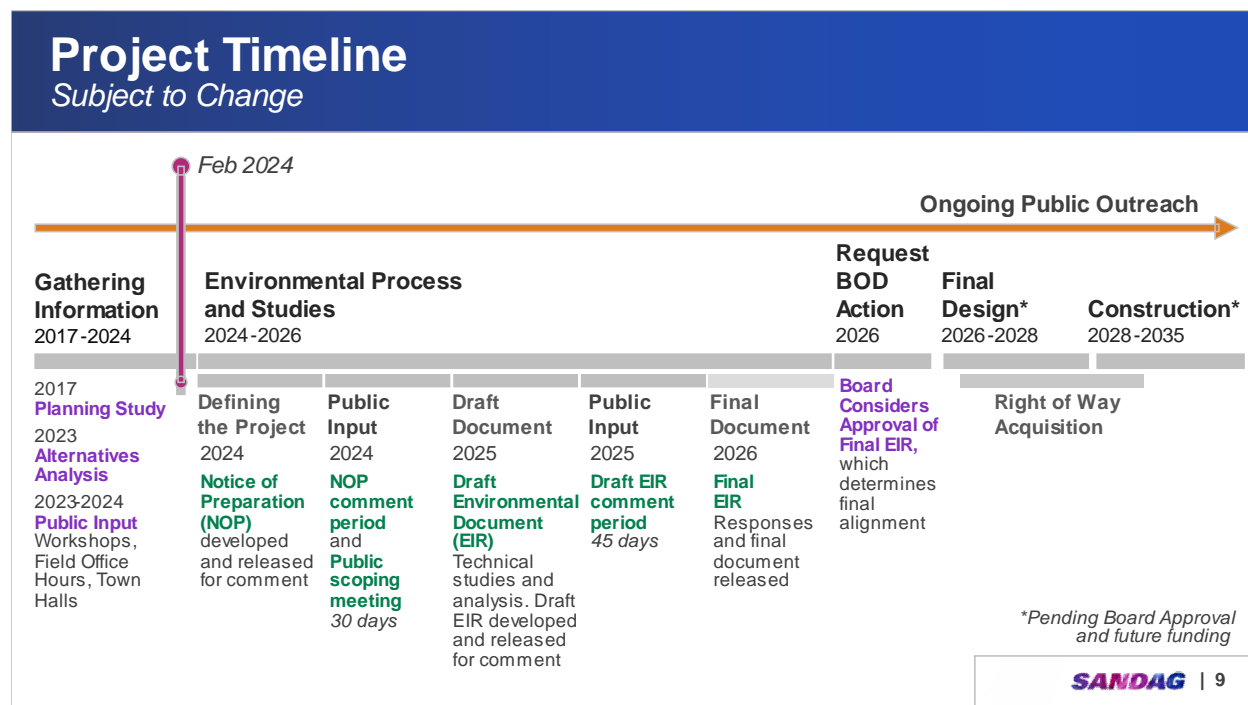 Project Timeline
Subject to Change
Feb 2024
Ongoing Public Outreach
Gathering
Information
2017-2024
Environmental Process
and Studies
2024-2026
Request
BOD
Action
2026
Final
Design*
2026-2028
Construction*
2028-2035
2017
Planning Study
2023
Alternatives
Analysis
2023-2024
Public Input
Workshops,
Field Office
Hours, Town
Halls
Defining
the Project
2024
Notice of
Preparation
(NOP)
developed
and released
for comment
Public
Input
2024
NOP
comment
period
and
Public
scoping
meeting
30 days
Draft
Document
2025
Draft
Environmental
Document
(EIR)
Technical
studies and
analysis. Draft
EIR developed
and released
for comment
Public
Input
2025
Draft EIR
comment
period
45 days
Final
Document
2026
Final
EIR
Responses
and final
document
released
Board
Considers
Approval of
Final EIR,
which
determines
final
alignment
Right of Way
Acquisition
*Pending Board Approval
and future funding
SANDAG | 9